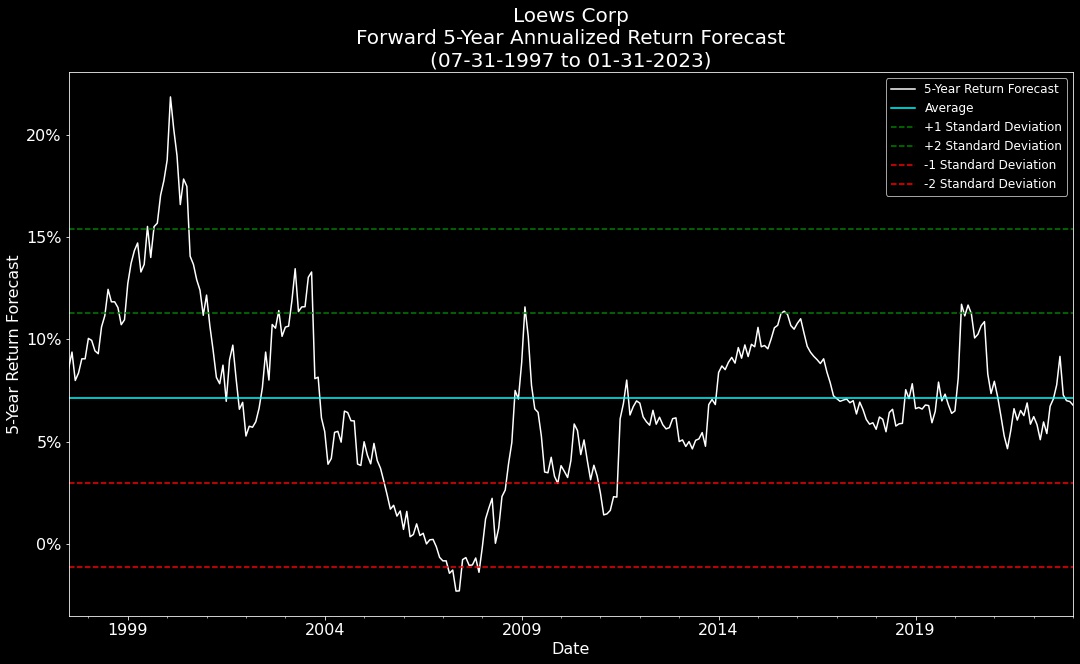 Loews Corp
Forward 5-Year Annualized Return Forecast
(07-31-1997 to 01-31-2023)
5-Year Return Forecast
Average
+1 Standard Deviation
+2 Standard Deviation
-1 Standard Deviation
-2 Standard Deviation
5-Year Return Forecast
20%
15%
10%
5%
0%
1999
2004
2009
2014
2019
Date